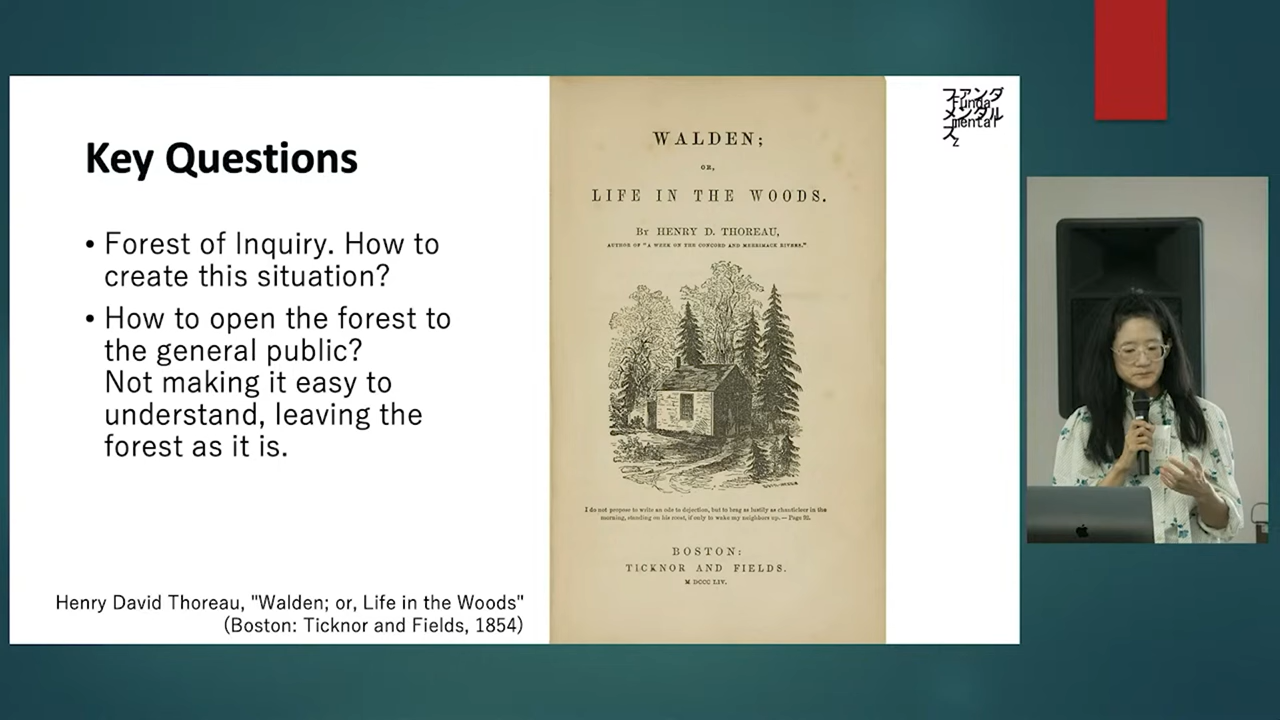 Key Questions
• Forest of Inquiry. How to
create this situation?
• How to open the forest to
the general public?
Not making it easy to
understand, leaving the
forest as it is.
Henry David Thoreau, "Walden; or, Life in the Woods"
(Boston: Ticknor and Fields, 1854)
WALDEN;
OR,
LIFE IN THE WOODS.
By HENRY D. THOREAU,
AUTHOR OF "A WEEK ON THE CONCORD AND MERRIMACK RIVERS."
I do not propose to write an ode to dejection, but to brag as lustily as chanticleer in the
morning, standing on his roost, if only to wake my neighbors up. — Page
BOSTON:
TICKNOR AND FIELDS.
M DCCC LIV.
ファンダ
Funda
メンタル
mental
ズ
z